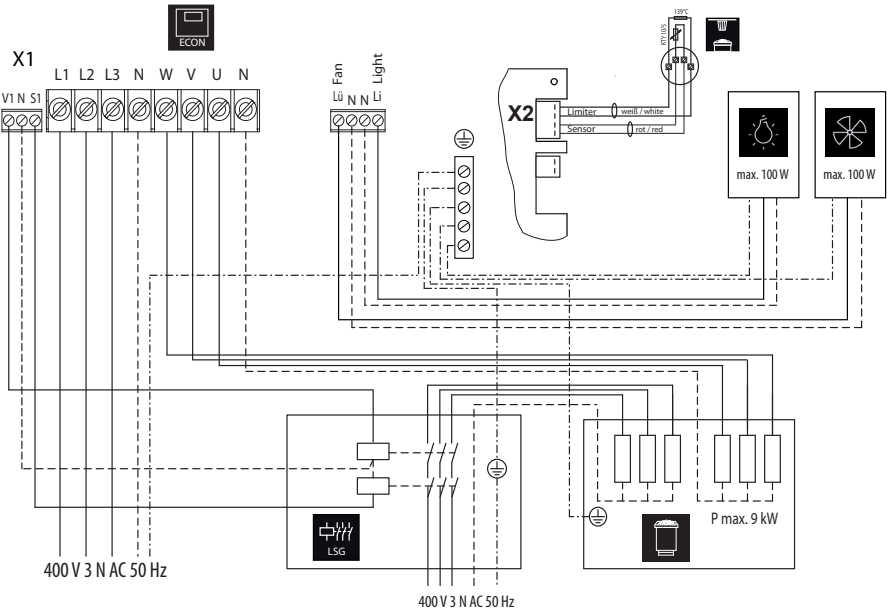 ECON
139°C
KTY 10/5
X1
L1 L2 L3 N W V U N
V1 N S1
Fan
Light
Lü N N Li
X2
Limiter
weiß / white
Sensor
rot / red
max. 100 W
max. 100 W
P max. 9 kW
LSG
400 V 3 N AC 50 Hz
400 V 3 N AC 50 Hz